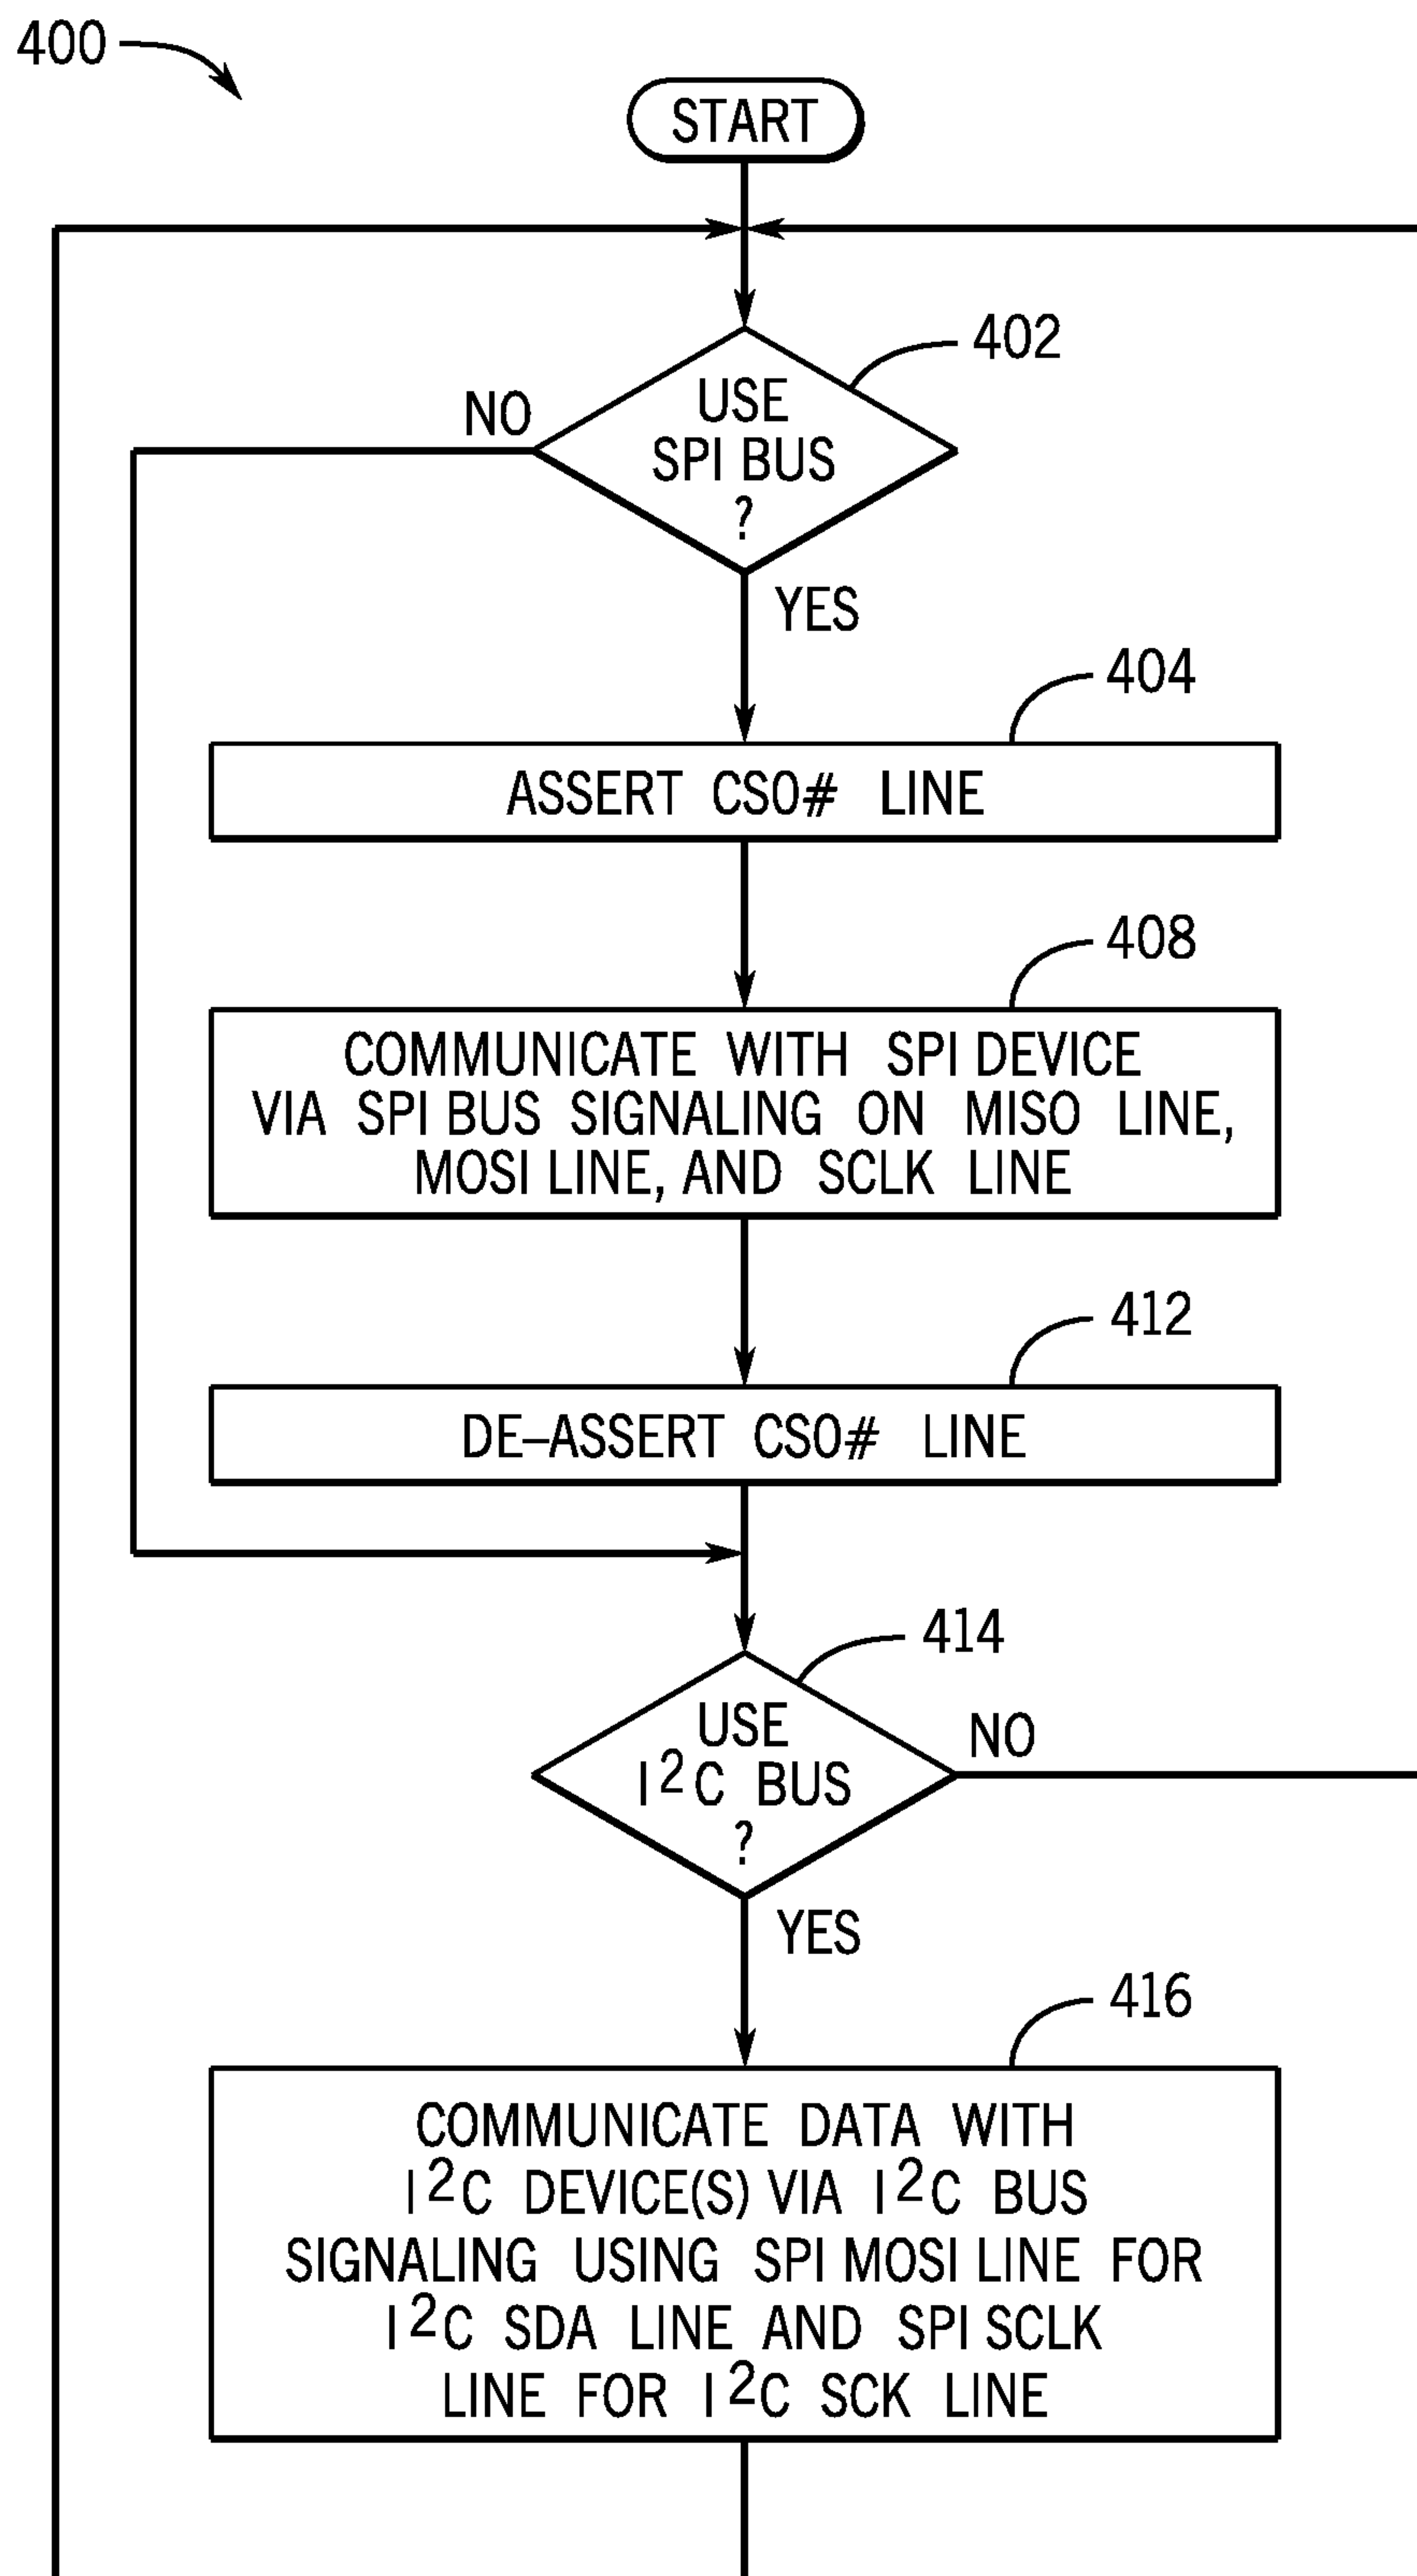 400
START
402
NO
USE
SPI BUS
?
YES
404
ASSERT CS0# LINE
408
COMMUNICATE WITH SPI DEVICE
VIA SPI BUS SIGNALING ON MISO LINE,
MOSI LINE, AND SCLK LINE
412
DE–ASSERT CS0# LINE
414
USE
I²C BUS
?
NO
YES
416
COMMUNICATE DATA WITH
I²C DEVICE(S) VIA I²C BUS
SIGNALING USING SPI MOSI LINE FOR
I²C SDA LINE AND SPI SCLK
LINE FOR I²C SCK LINE